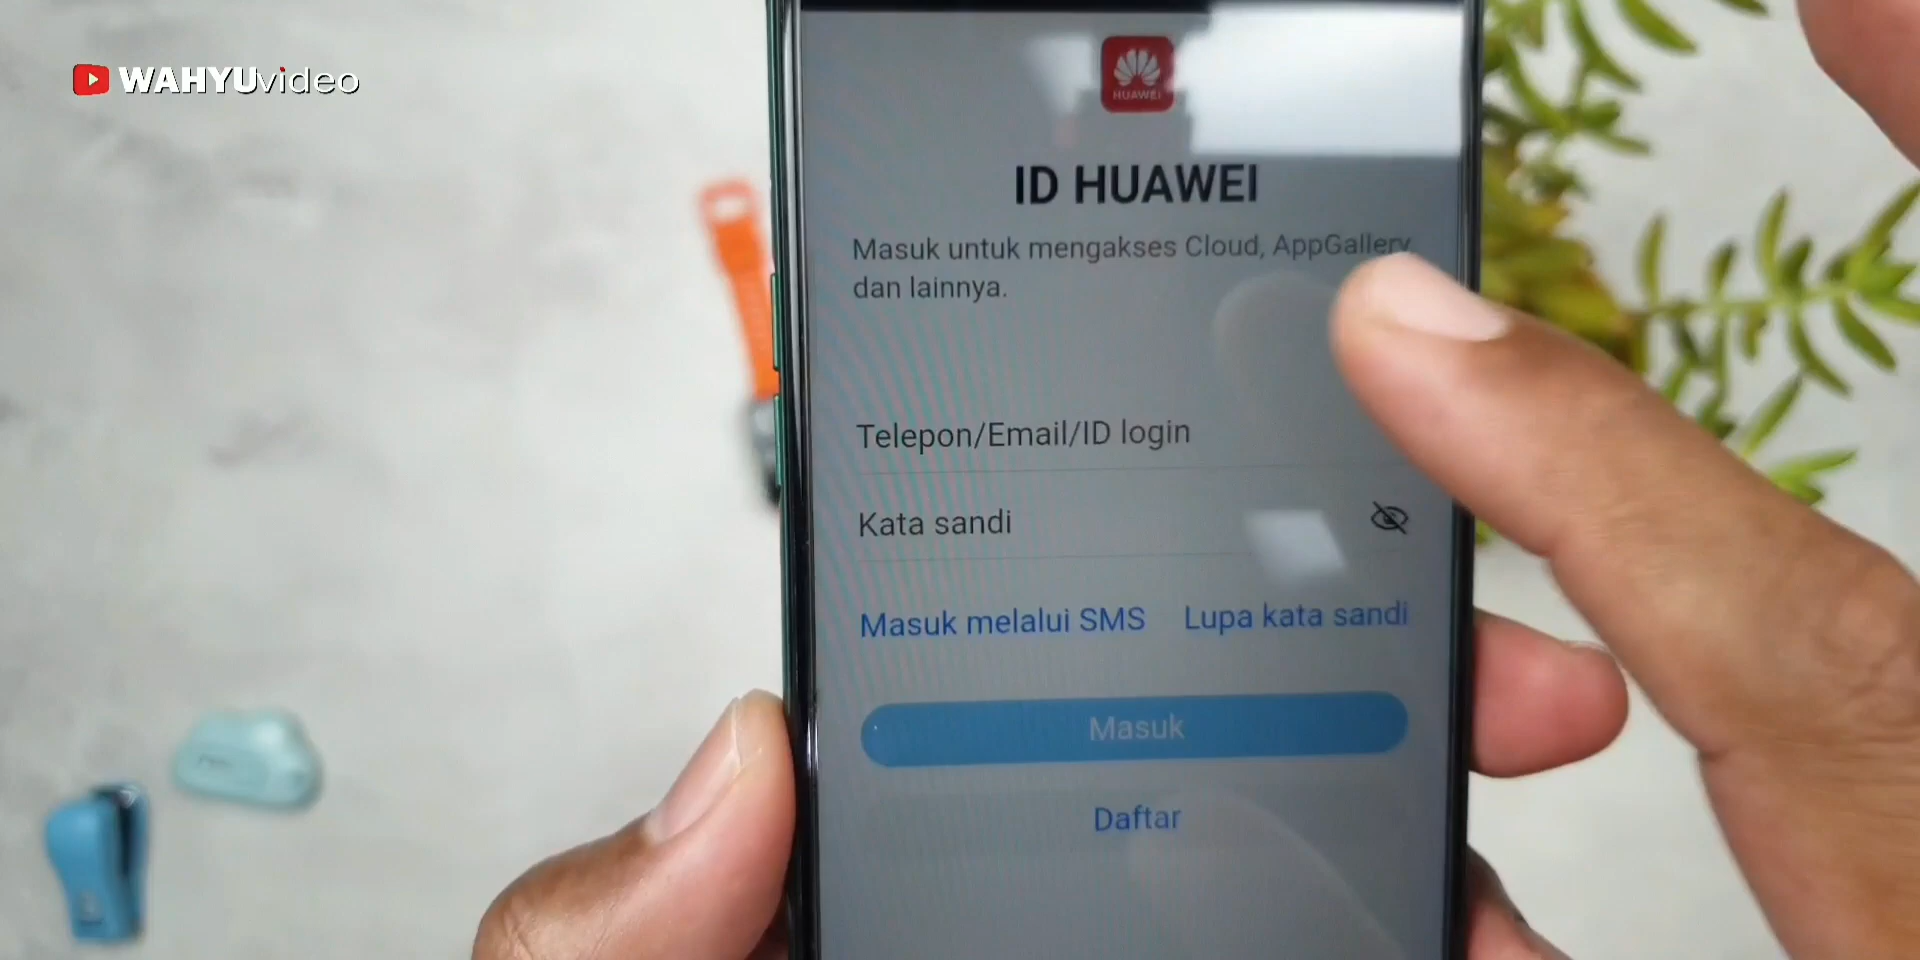 WAHYUvideo
HUAWEI
ID HUAWEI
Masuk untuk mengakses Cloud, AppGallery,
dan lainnya.
Telepon/Email/ID login
Kata sandi
Masuk melalui SMS Lupa kata sandi
Masuk
Daftar